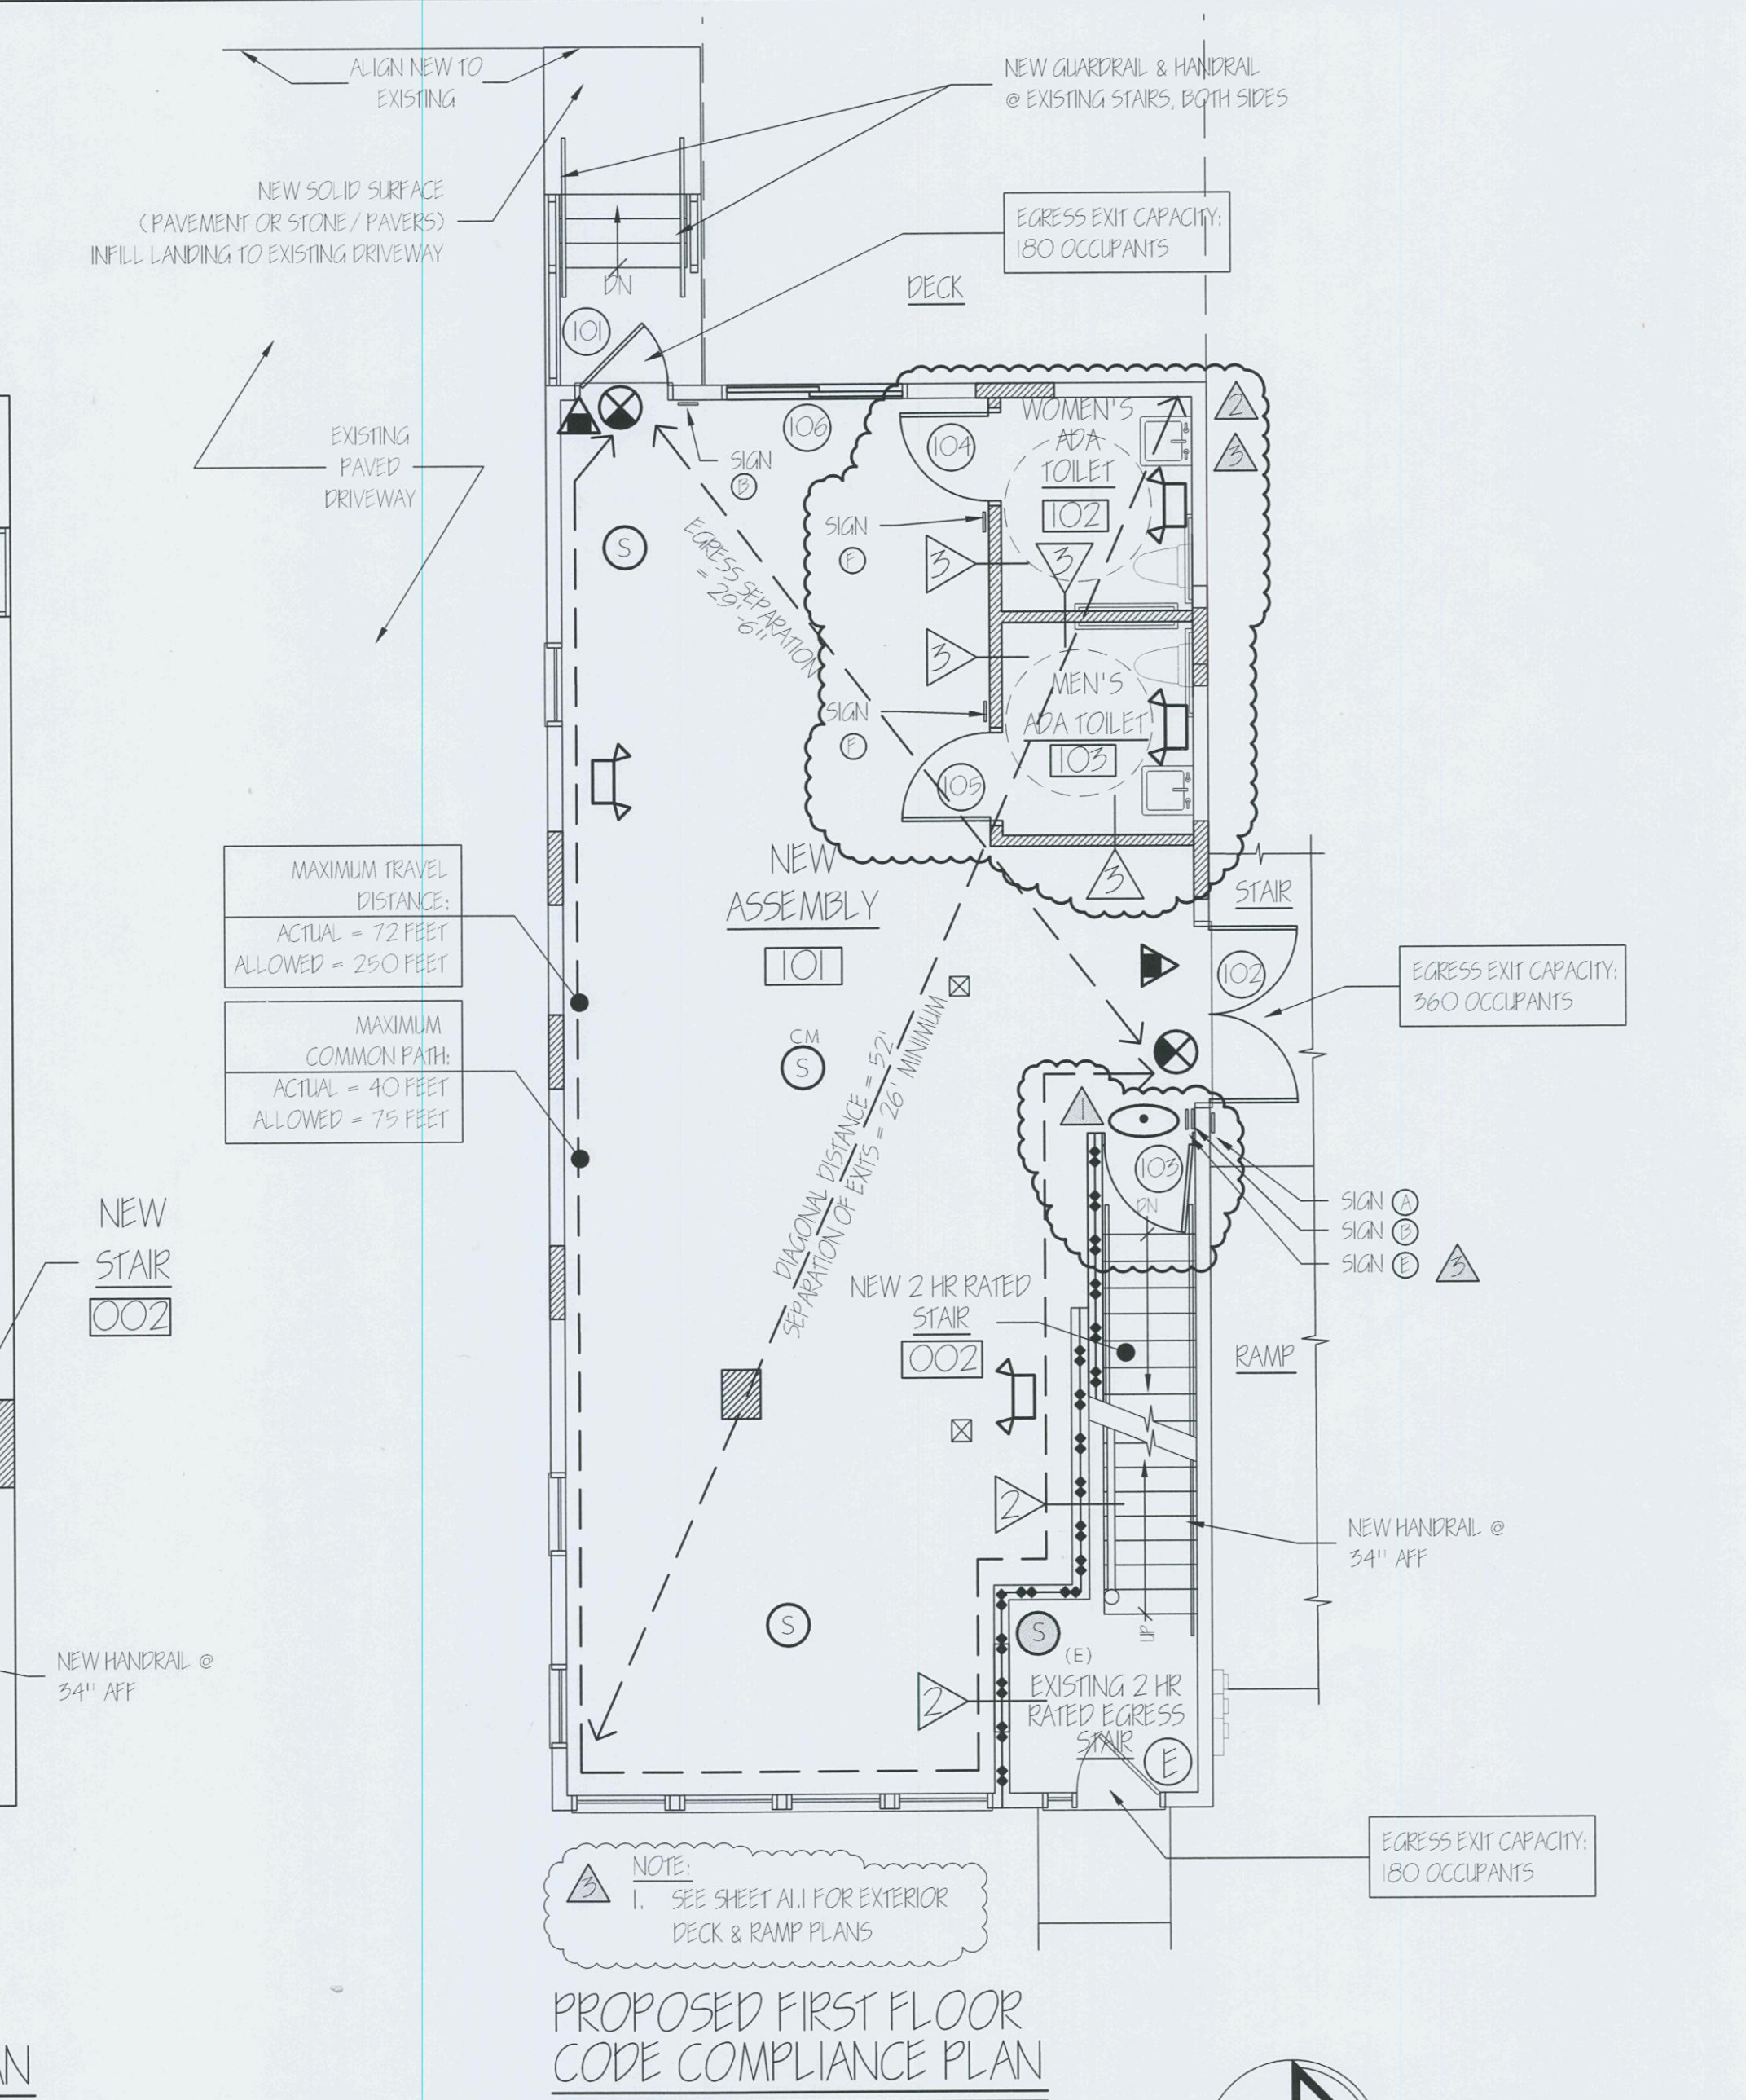 ALIGN NEW TO
EXISTING
NEW GUARDRAIL & HANDRAIL
@ EXISTING STAIRS, BOTH SIDES
NEW SOLID SURFACE
(PAVEMENT OR STONE / PAVERS)
INFILL LANDING TO EXISTING DRIVEWAY
EGRESS EXIT CAPACITY:
180 OCCUPANTS
DN
DECK
101
EXISTING
PAVED
DRIVEWAY
106
SIGN
B
S
EGRESS SEPARATION
= 29'
-6"
104
WOMEN'S
ADA
TOILET
102
2
3
SIGN
F
3
3
3
SIGN
F
MEN'S
ADA TOILET
103
105
3
MAXIMUM TRAVEL
DISTANCE:
ACTUAL = 72 FEET
ALLOWED = 250 FEET
MAXIMUM
COMMON PATH:
ACTUAL = 40 FEET
ALLOWED = 75 FEET
NEW
ASSEMBLY
101
CM
S
STAIR
102
EGRESS EXIT CAPACITY:
360 OCCUPANTS
DIAGONAL DISTANCE = 52'
SEPARATION OF EXITS = 26' MINIMUM
1
103
DN
SIGN A
SIGN B
SIGN E 3
NEW
STAIR
002
NEW 2 HR RATED
STAIR
002
RAMP
2
NEW HANDRAIL @
34" AFF
UP
S
S
(E)
NEW HANDRAIL @
34" AFF
2
EXISTING 2 HR
RATED EGRESS
STAIR
E
EGRESS EXIT CAPACITY:
180 OCCUPANTS
3
NOTE:
1. SEE SHEET A1.1 FOR EXTERIOR
DECK & RAMP PLANS
PROPOSED FIRST FLOOR
CODE COMPLIANCE PLAN
AN